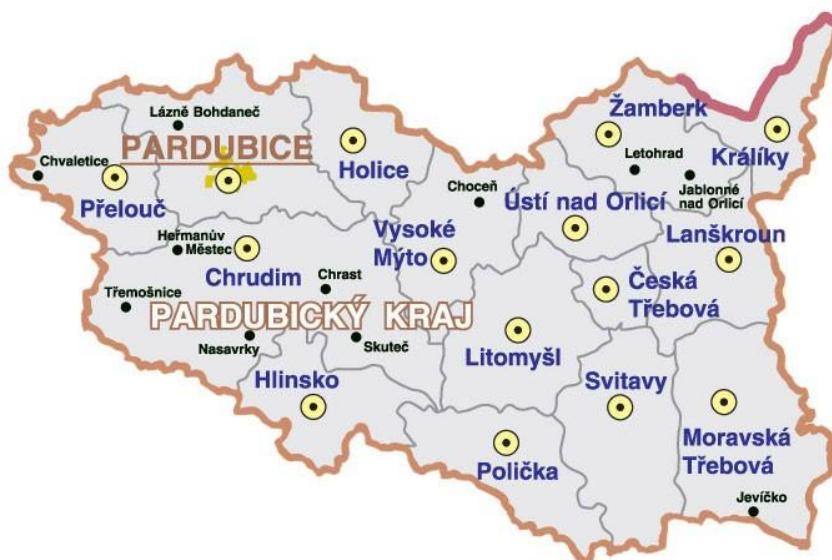 Lázně Bohdaneč
PARDUBICE
Chvaletice
Přelouč
Holice
Žamberk
Letohrad
Králíky
Jablonné
nad Orlicí
Choceň
Ústí nad Orlicí
Heřmanův
Městec
Chrudim
Vysoké
Mýto
Lanškroun
Třemošnice
Chrast
Česká
Třebová
PARDUBICKÝ KRAJ
Nasavrky
Skuteč
Litomyšl
Hlinsko
Svitavy
Polička
Moravská
Třebová
Jevíčko